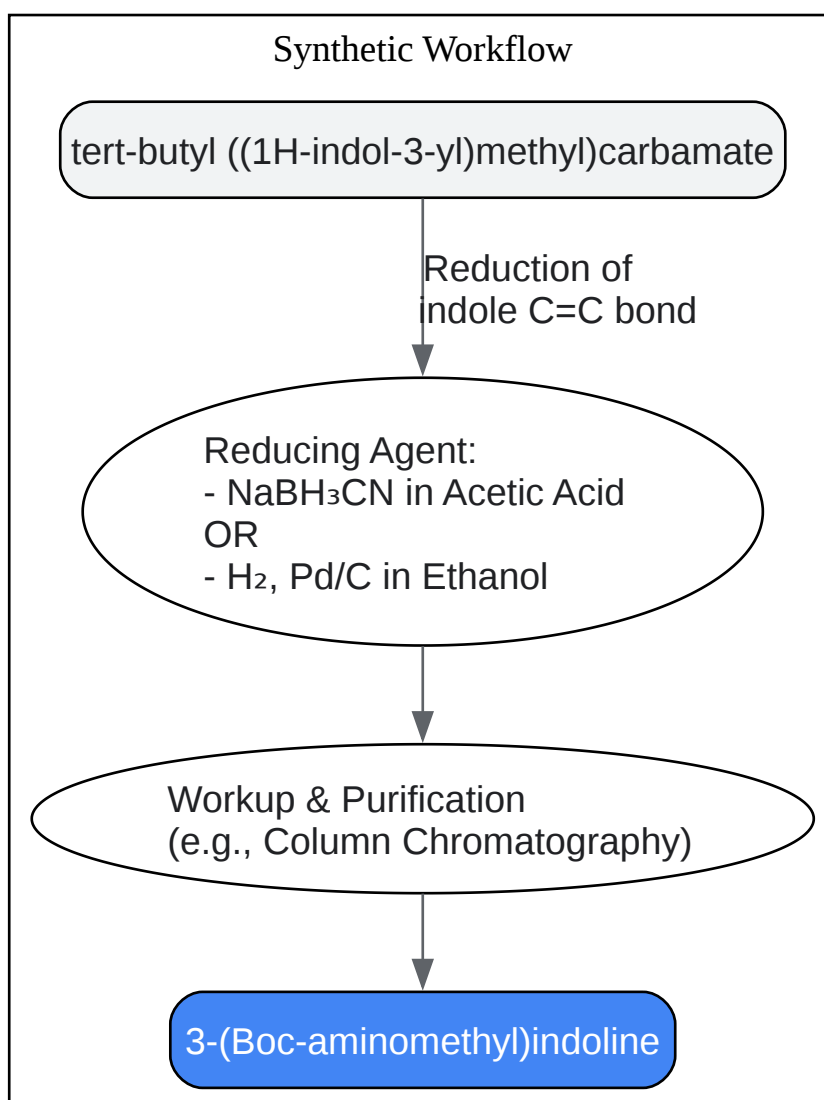 Synthetic Workflow
tert-butyl ((1H-indol-3-yl)methyl)carbamate
Reduction of
indole C=C bond
Reducing Agent:
- NaBH₃CN in Acetic Acid
OR
- H₂, Pd/C in Ethanol
Workup & Purification
(e.g., Column Chromatography)
3-(Boc-aminomethyl)indoline